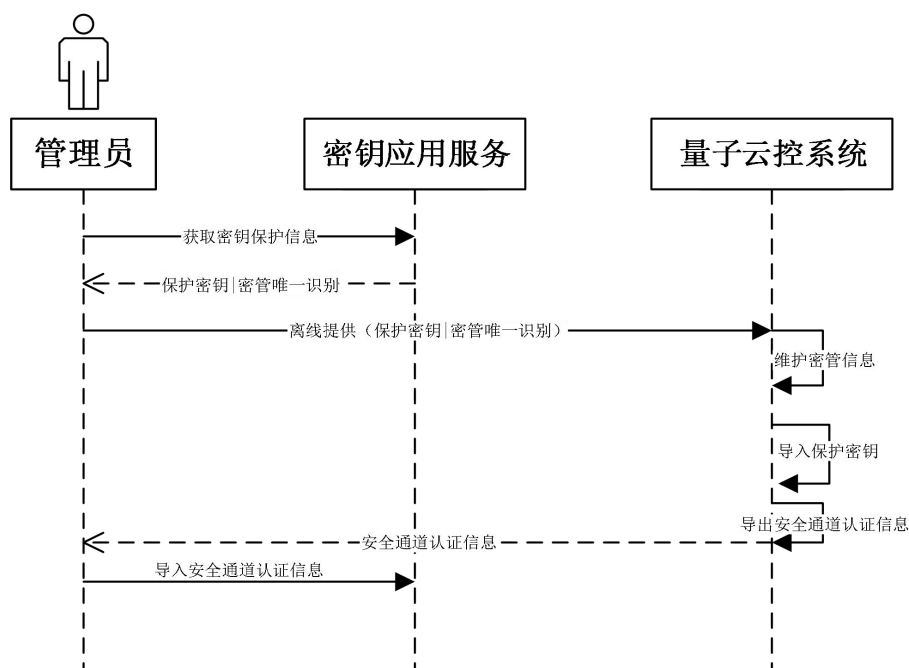 管理员
密钥应用服务
量子云控系统
获取密钥保护信息
保护密钥|密管唯一识别
离线提供（保护密钥|密管唯一识别）
维护密管信息
导入保护密钥
导出安全通道认证信息
安全通道认证信息
导入安全通道认证信息